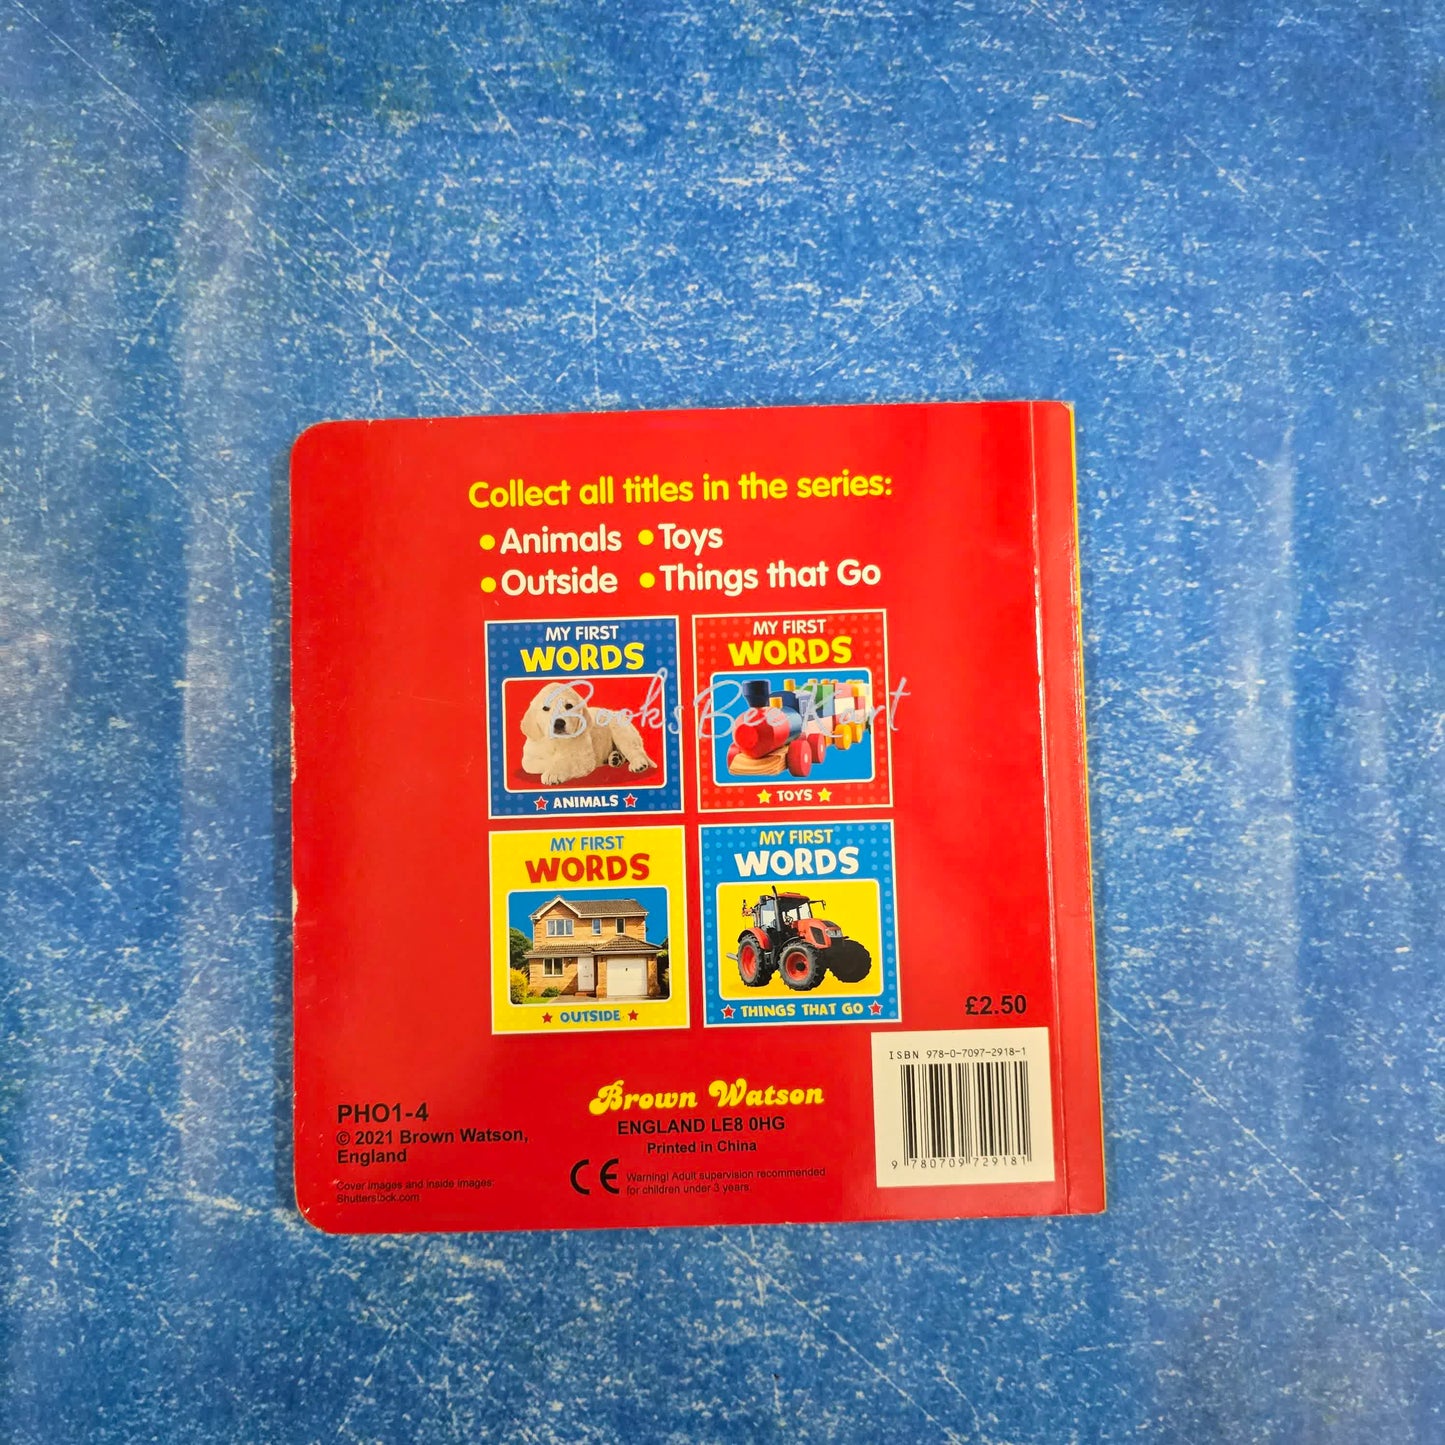 Collect all titles in the series:
• Animals • Toys
• Outside • Things that Go
MY FIRST
WORDS
ANIMALS
MY FIRST
WORDS
TOYS
BooksBeeKart
MY FIRST
WORDS
OUTSIDE
MY FIRST
WORDS
THINGS THAT GO
£2.50
ISBN 978-0-7097-2918-1
9 780709 729181
PHO1-4
© 2021 Brown Watson,
England
Cover images and inside images:
Shutterstock.com
Brown Watson
ENGLAND LE8 0HG
Printed in China
CE
Warning! Adult supervision recommended
for children under 3 years.